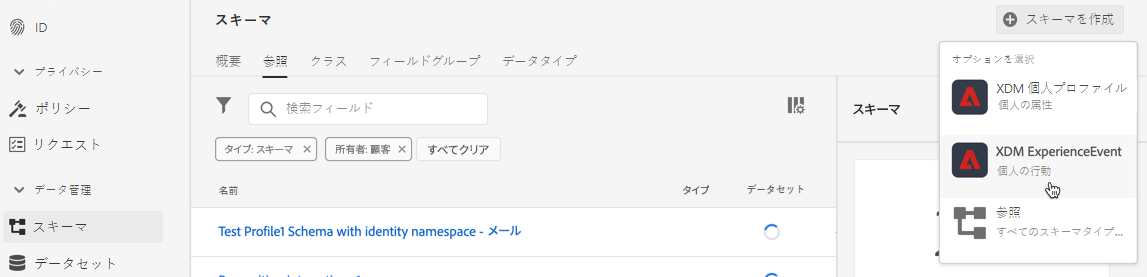 ID
プライバシー
ポリシー
リクエスト
データ管理
スキーマ
データセット
スキーマ
スキーマを作成
概要 参照 クラス フィールドグループ データタイプ
検索フィールド
タイプ: スキーマ × 所有者: 顧客 × すべてクリア
名前 タイプ データセット
Test Profile1 Schema with identity namespace - メール
スキーマ
オプションを選択
XDM 個人プロファイル
個人の属性
XDM ExperienceEvent
個人の行動
参照
すべてのスキーマタイプ...